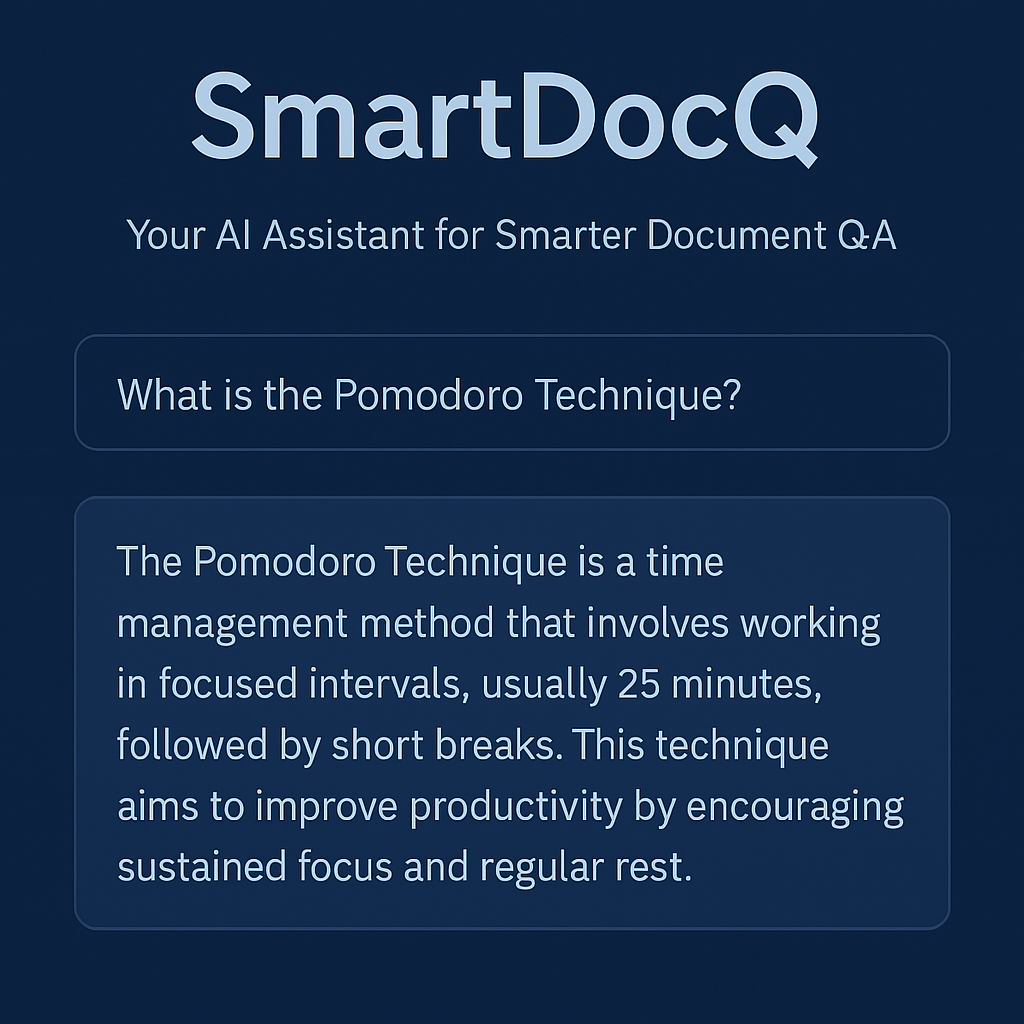 SmartDocQ
Your AI Assistant for Smarter Document QA
What is the Pomodoro Technique?
The Pomodoro Technique is a time
management method that involves working
in focused intervals, usually 25 minutes,
followed by short breaks. This technique
aims to improve productivity by encouraging
sustained focus and regular rest.